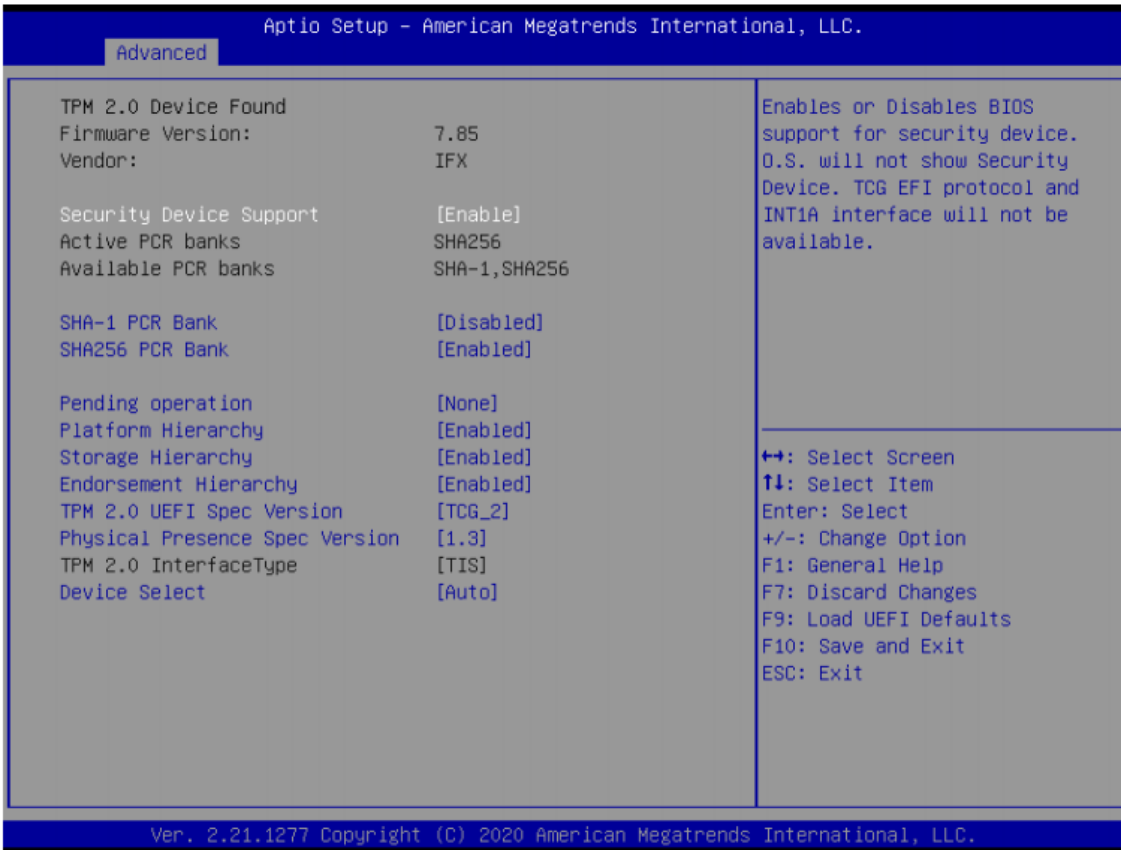 Aptio Setup – American Megatrends International, LLC.
Advanced
TPM 2.0 Device Found
Firmware Version: 7.85
Vendor: IFX
Security Device Support [Enable]
Active PCR banks SHA256
Available PCR banks SHA-1,SHA256
SHA-1 PCR Bank [Disabled]
SHA256 PCR Bank [Enabled]
Pending operation [None]
Platform Hierarchy [Enabled]
Storage Hierarchy [Enabled]
Endorsement Hierarchy [Enabled]
TPM 2.0 UEFI Spec Version [TCG_2]
Physical Presence Spec Version [1.3]
TPM 2.0 InterfaceType [TIS]
Device Select [Auto]
Enables or Disables BIOS
support for security device.
O.S. will not show Security
Device. TCG EFI protocol and
INT1A interface will not be
available.
↔: Select Screen
↑↓: Select Item
Enter: Select
+/-: Change Option
F1: General Help
F7: Discard Changes
F9: Load UEFI Defaults
F10: Save and Exit
ESC: Exit
Ver. 2.21.1277 Copyright (C) 2020 American Megatrends International, LLC.